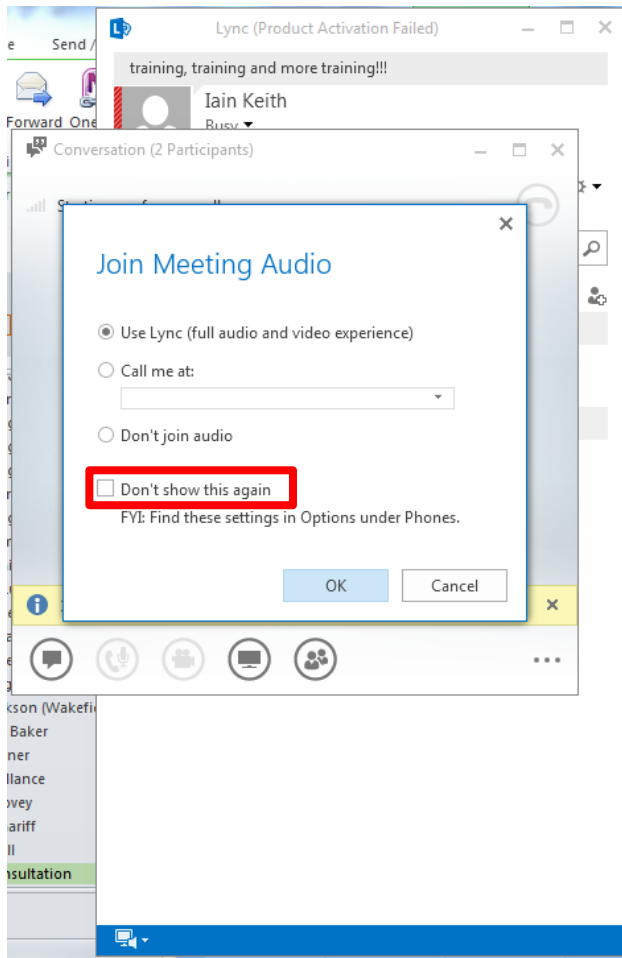 Lync (Product Activation Failed)
Send /
training, training and more training!!!
Iain Keith
Busy
Forward
Conversation (2 Participants)
Join Meeting Audio
Use Lync (full audio and video experience)
Call me at:
Don't join audio
Don't show this again
FYI: Find these settings in Options under Phones.
OK
Cancel
kson (Wakefi
Baker
ner
llance
ovey
ariff
ll
nsultation